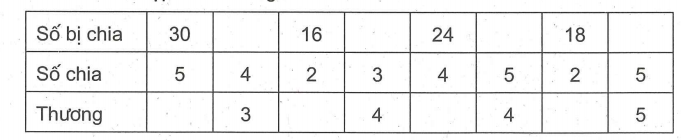 Số bị chia 30 16 24 18
Số chia 5 4 2 3 4 5 2 5
Thương 3 4 4 5